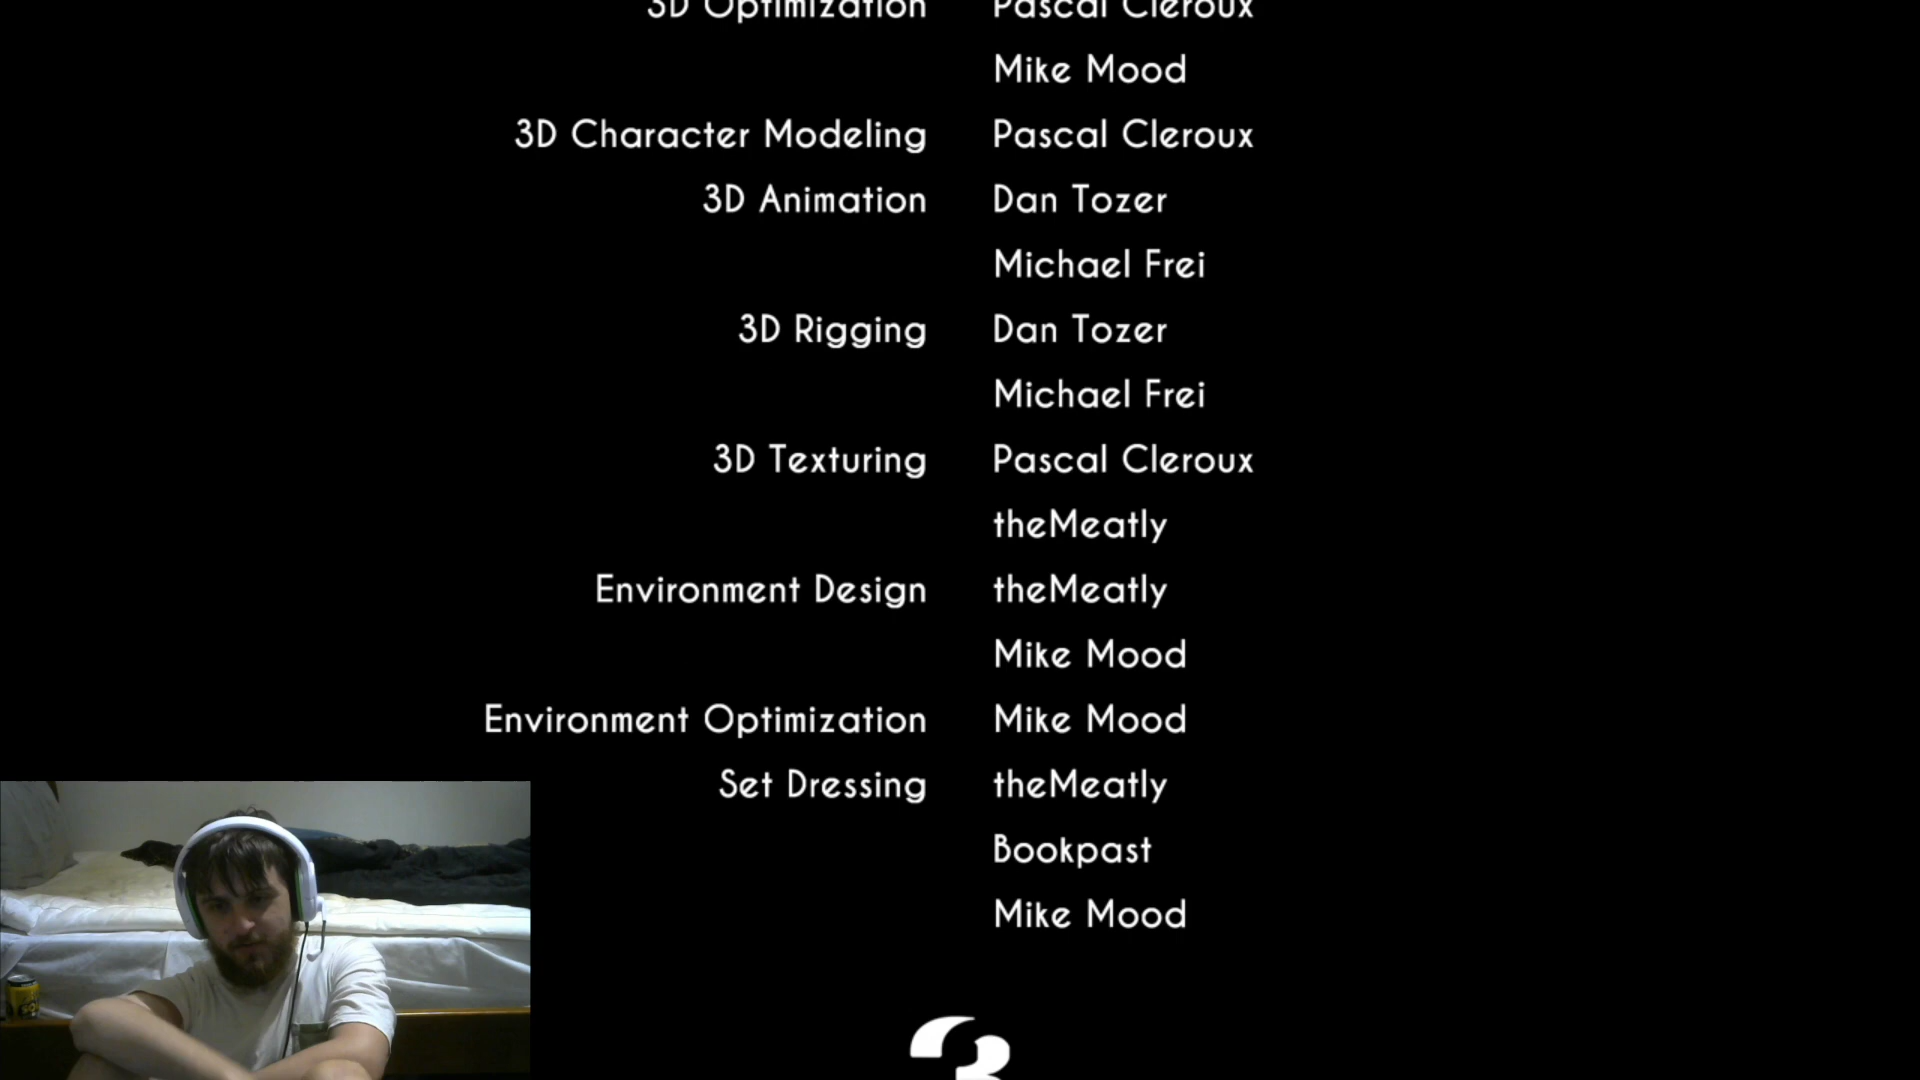 3D Optimization Pascal Cleroux
Mike Mood
3D Character Modeling Pascal Cleroux
3D Animation Dan Tozer
Michael Frei
3D Rigging Dan Tozer
Michael Frei
3D Texturing Pascal Cleroux
theMeatly
Environment Design theMeatly
Mike Mood
Environment Optimization Mike Mood
Set Dressing theMeatly
Bookpast
Mike Mood